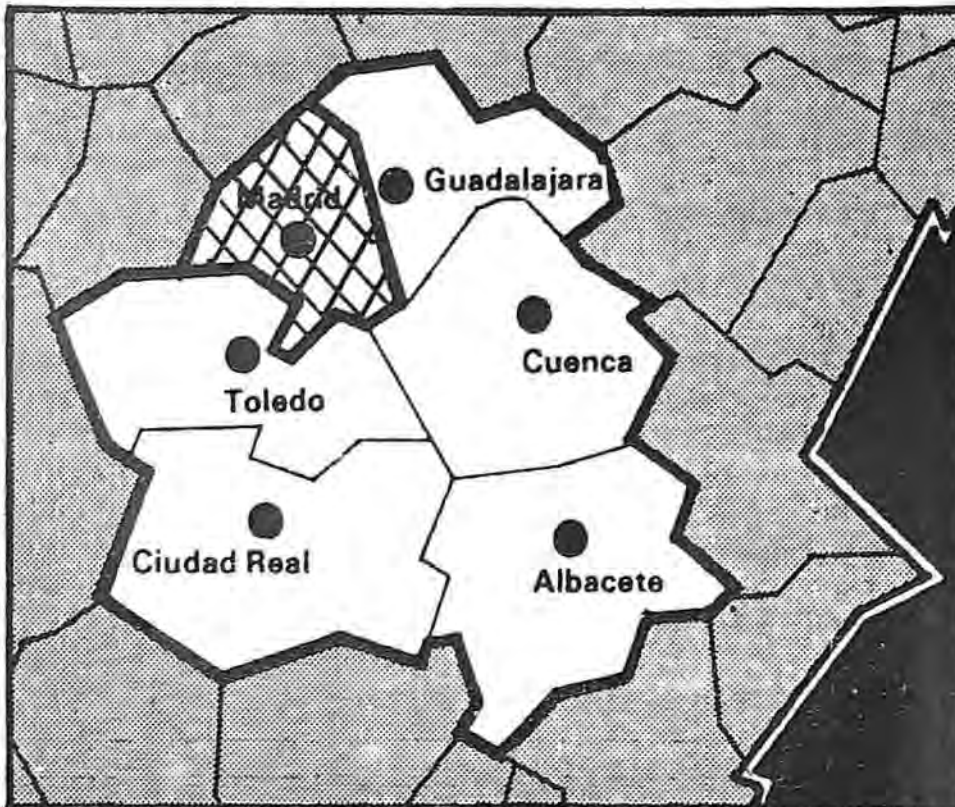 Guadalajara
Madrid
Cuenca
Toledo
Ciudad Real
Albacete